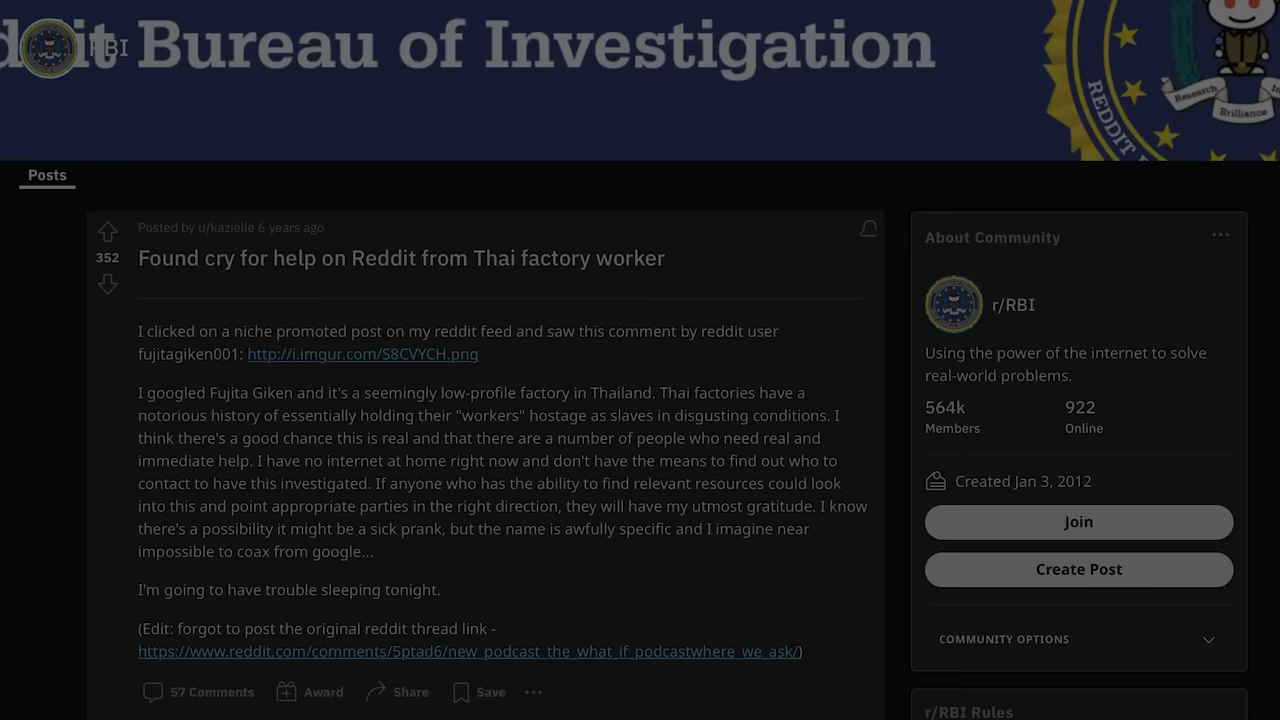 ddit Bureau of Investigation
RBI
REDDIT
Research
Brilliance
Posts
Posted by u/kazielle 6 years ago
352
Found cry for help on Reddit from Thai factory worker
I clicked on a niche promoted post on my reddit feed and saw this comment by reddit user
fujitagiken001: http://i.imgur.com/S8CVYCH.png
I googled Fujita Giken and it's a seemingly low-profile factory in Thailand. Thai factories have a
notorious history of essentially holding their "workers" hostage as slaves in disgusting conditions. I
think there's a good chance this is real and that there are a number of people who need real and
immediate help. I have no internet at home right now and don't have the means to find out who to
contact to have this investigated. If anyone who has the ability to find relevant resources could look
into this and point appropriate parties in the right direction, they will have my utmost gratitude. I know
there's a possibility it might be a sick prank, but the name is awfully specific and I imagine near
impossible to coax from google...
I'm going to have trouble sleeping tonight.
(Edit: forgot to post the original reddit thread link -
https://www.reddit.com/comments/5ptad6/new_podcast_the_what_if_podcastwhere_we_ask/)
57 Comments Award Share Save
About Community
r/RBI
Using the power of the internet to solve
real-world problems.
564k 922
Members Online
Created Jan 3, 2012
Join
Create Post
COMMUNITY OPTIONS
r/RBI Rules